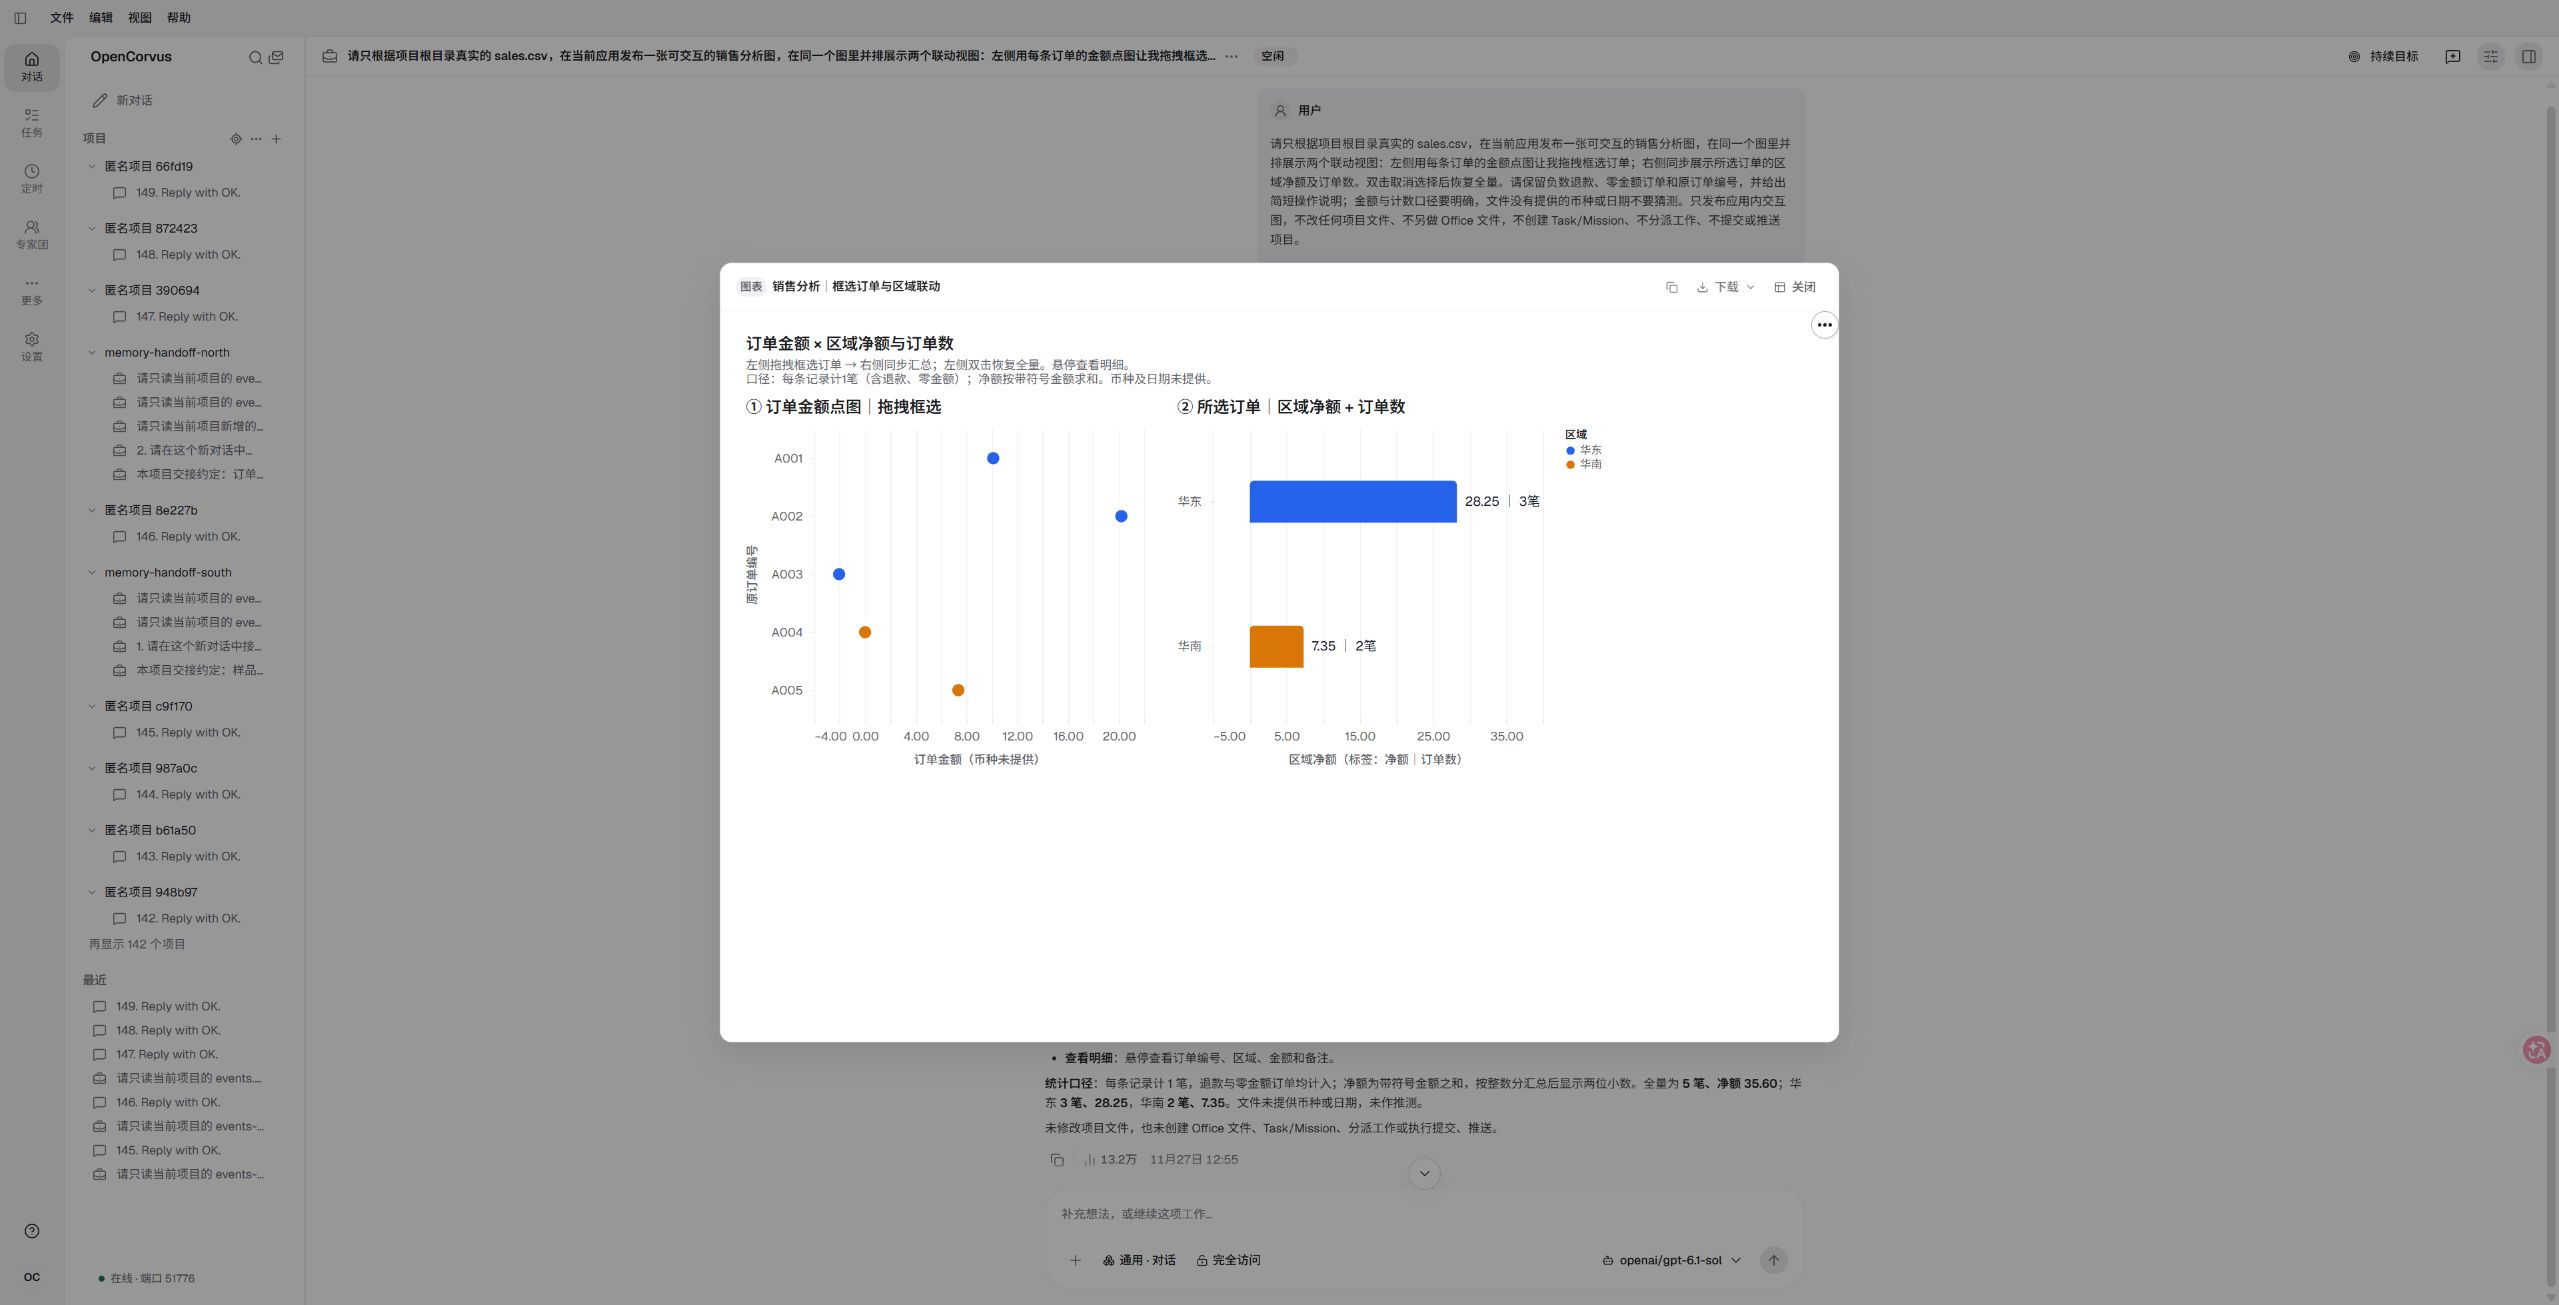 文件 编辑 视图 帮助
对话
任务
定时
专家团
更多
设置
OC
OpenCorvus
新对话
项目
匿名项目 66fd19
149. Reply with OK.
匿名项目 872423
148. Reply with OK.
匿名项目 390694
147. Reply with OK.
memory-handoff-north
请只读当前项目的 eve...
请只读当前项目的 eve...
请只读当前项目新增的...
2. 请在这个新对话中...
本项目交接约定：订单...
匿名项目 8e227b
146. Reply with OK.
memory-handoff-south
请只读当前项目的 eve...
请只读当前项目的 eve...
1. 请在这个新对话中接...
本项目交接约定：样品...
匿名项目 c9f170
145. Reply with OK.
匿名项目 987a0c
144. Reply with OK.
匿名项目 b61a50
143. Reply with OK.
匿名项目 948b97
142. Reply with OK.
再显示 142 个项目
最近
149. Reply with OK.
148. Reply with OK.
147. Reply with OK.
请只读当前项目的 events....
146. Reply with OK.
请只读当前项目的 events-...
145. Reply with OK.
请只读当前项目的 events-...
在线 · 端口 51776
请只根据项目根目录真实的 sales.csv，在当前应用发布一张可交互的销售分析图，在同一个图里并排展示两个联动视图：左侧用每条订单的金额点图让我拖拽框选... ··· 空闲
持续目标
用户
请只根据项目根目录真实的 sales.csv，在当前应用发布一张可交互的销售分析图，在同一个图里并
排展示两个联动视图：左侧用每条订单的金额点图让我拖拽框选订单；右侧同步展示所选订单的区
域净额及订单数。双击取消选择后恢复全量。请保留负数退款、零金额订单和原订单编号，并给出
简短操作说明；金额与计数口径要明确，文件没有提供的币种或日期不要猜测。只发布应用内交互
图，不改任何项目文件、不另做 Office 文件，不创建 Task/Mission、不分派工作、不提交或推送
项目。
图表 销售分析｜框选订单与区域联动
下载 关闭
订单金额 × 区域净额与订单数
左侧拖拽框选订单 → 右侧同步汇总；左侧双击恢复全量。悬停查看明细。
口径：每条记录计1笔（含退款、零金额）；净额按带符号金额求和。币种及日期未提供。
① 订单金额点图｜拖拽框选
原订单编号
A001
A002
A003
A004
A005
−4.00 0.00 4.00 8.00 12.00 16.00 20.00
订单金额（币种未提供）
② 所选订单｜区域净额 + 订单数
华东
28.25 ｜ 3笔
华南
7.35 ｜ 2笔
−5.00 5.00 15.00 25.00 35.00
区域净额（标签：净额｜订单数）
区域
华东
华南
• 查看明细：悬停查看订单编号、区域、金额和备注。
统计口径：每条记录计 1 笔，退款与零金额订单均计入；净额为带符号金额之和，按整数分汇总后显示两位小数。全量为 5 笔、净额 35.60；华
东 3 笔、28.25，华南 2 笔、7.35。文件未提供币种或日期，未作推测。
未修改项目文件，也未创建 Office 文件、Task/Mission、分派工作或执行提交、推送。
13.2万 11月27日 12:55
补充想法，或继续这项工作...
通用 · 对话 完全访问
openai/gpt-6.1-sol